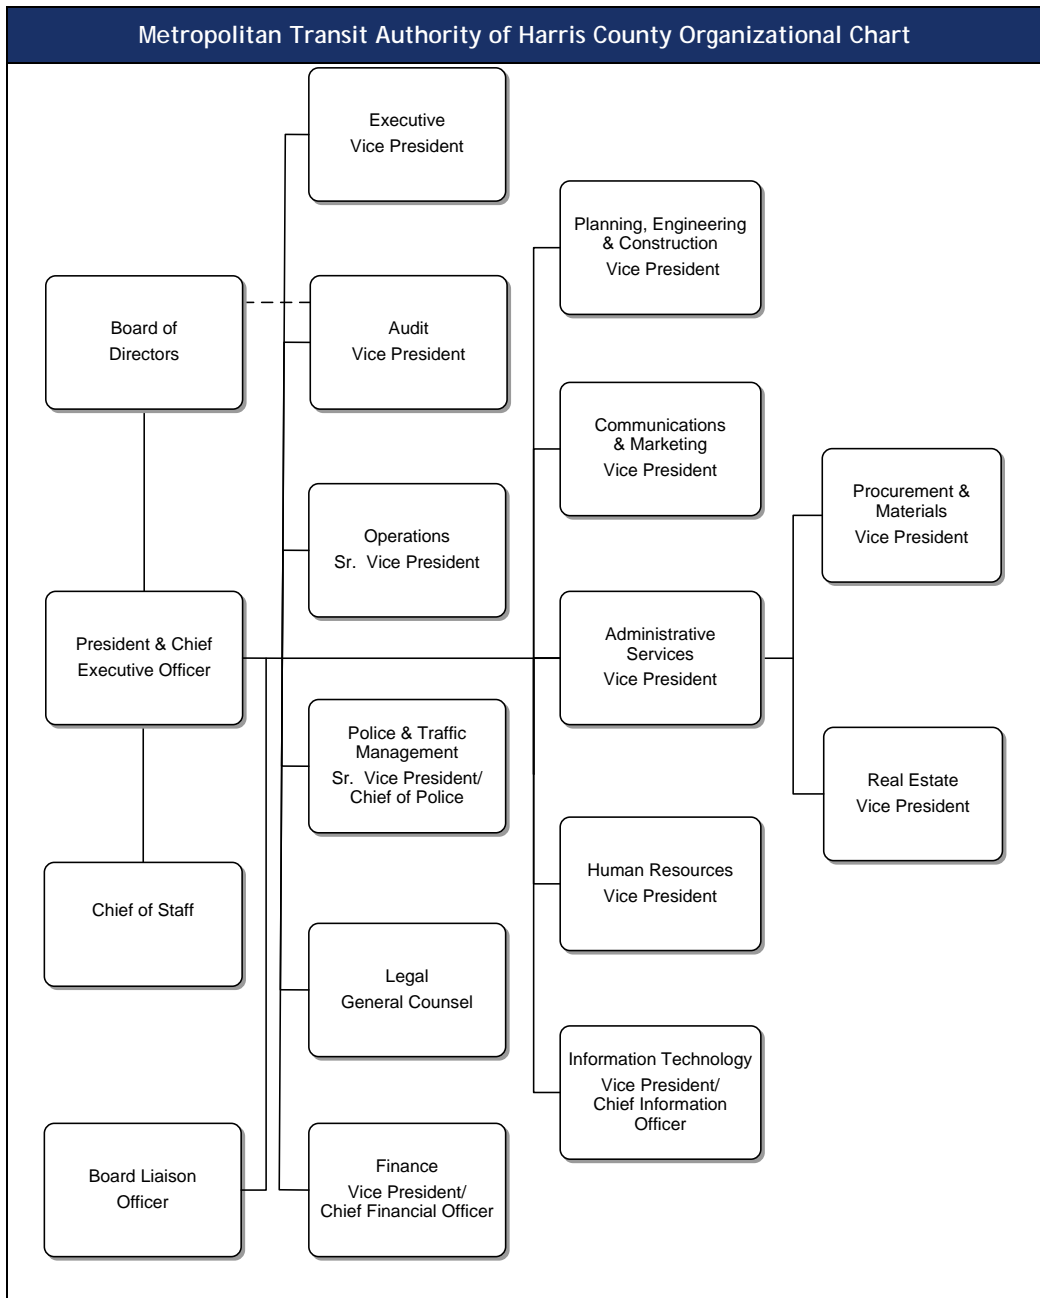 Metropolitan Transit Authority of Harris County Organizational Chart
Executive
Vice President
Planning, Engineering
& Construction
Vice President
Board of
Directors
Audit
Vice President
Communications
& Marketing
Vice President
Procurement &
Materials
Vice President
Operations
Sr. Vice President
President & Chief
Executive Officer
Administrative
Services
Vice President
Police & Traffic
Management
Sr. Vice President/
Chief of Police
Real Estate
Vice President
Human Resources
Vice President
Chief of Staff
Legal
General Counsel
Information Technology
Vice President/
Chief Information
Officer
Board Liaison
Officer
Finance
Vice President/
Chief Financial Officer